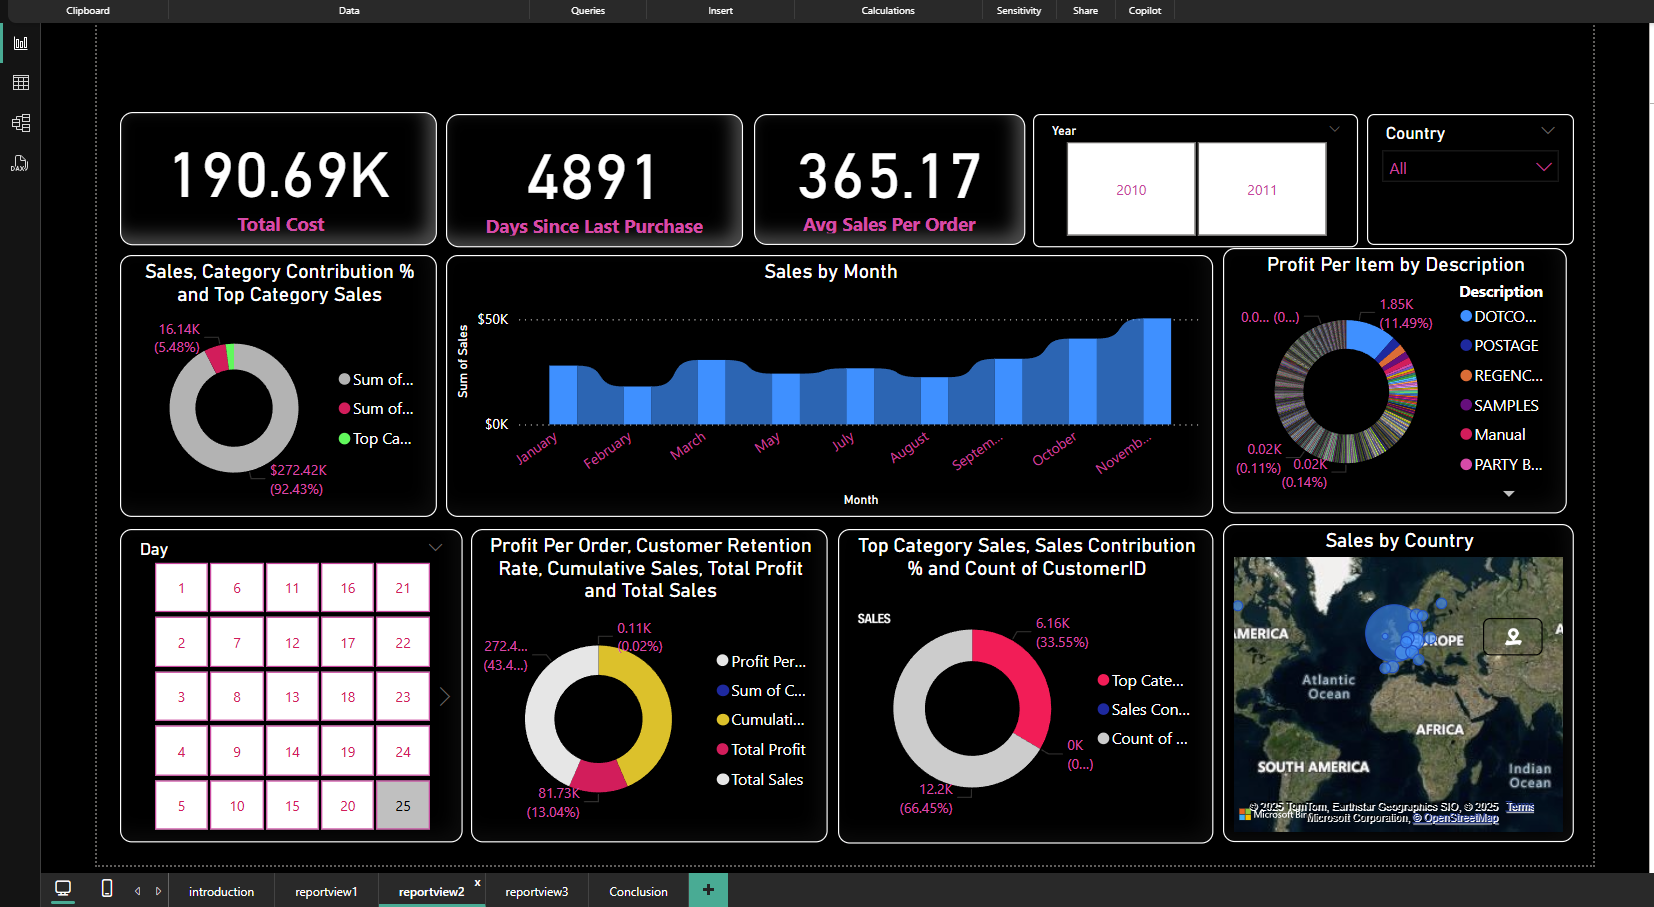 Clipboard
Data
Queries
Insert
Calculations
Sensitivity
Share
Copilot
190.69K
Total Cost
4891
Days Since Last Purchase
365.17
Avg Sales Per Order
Year
2010
2011
Country
All
Sales, Category Contribution %
and Top Category Sales
16.14K
(5.48%)
$272.42K
(92.43%)
Sum of...
Sum of...
Top Ca...
Sales by Month
Sum of Sales
$50K
$0K
January
February
March
May
July
August
Septem...
October
Novemb...
Month
Profit Per Item by Description
0.0... (0...)
1.85K
(11.49%)
0.02K
(0.11%)
0.02K
(0.14%)
Description
DOTCO...
POSTAGE
REGENC...
SAMPLES
Manual
PARTY B...
Day
1 6 11 16 21
2 7 12 17 22
3 8 13 18 23
4 9 14 19 24
5 10 15 20 25
Profit Per Order, Customer Retention
Rate, Cumulative Sales, Total Profit
and Total Sales
0.11K
(0.02%)
272.4...
(43.4...)
81.73K
(13.04%)
Profit Per...
Sum of C...
Cumulati...
Total Profit
Total Sales
Top Category Sales, Sales Contribution
% and Count of CustomerID
SALES
6.16K
(33.55%)
0K
(0...)
12.2K
(66.45%)
Top Cate...
Sales Con...
Count of ...
Sales by Country
AMERICA
ROPE
A
Atlantic
Ocean
AFRICA
SOUTH AMERICA
Indian
Ocean
© 2025 TomTom, Earthstar Geographics SIO, © 2025
Terms
Microsoft Bin
Microsoft Corporation, © OpenStreetMap
DAX
introduction
reportview1
reportview2
x
reportview3
Conclusion
+